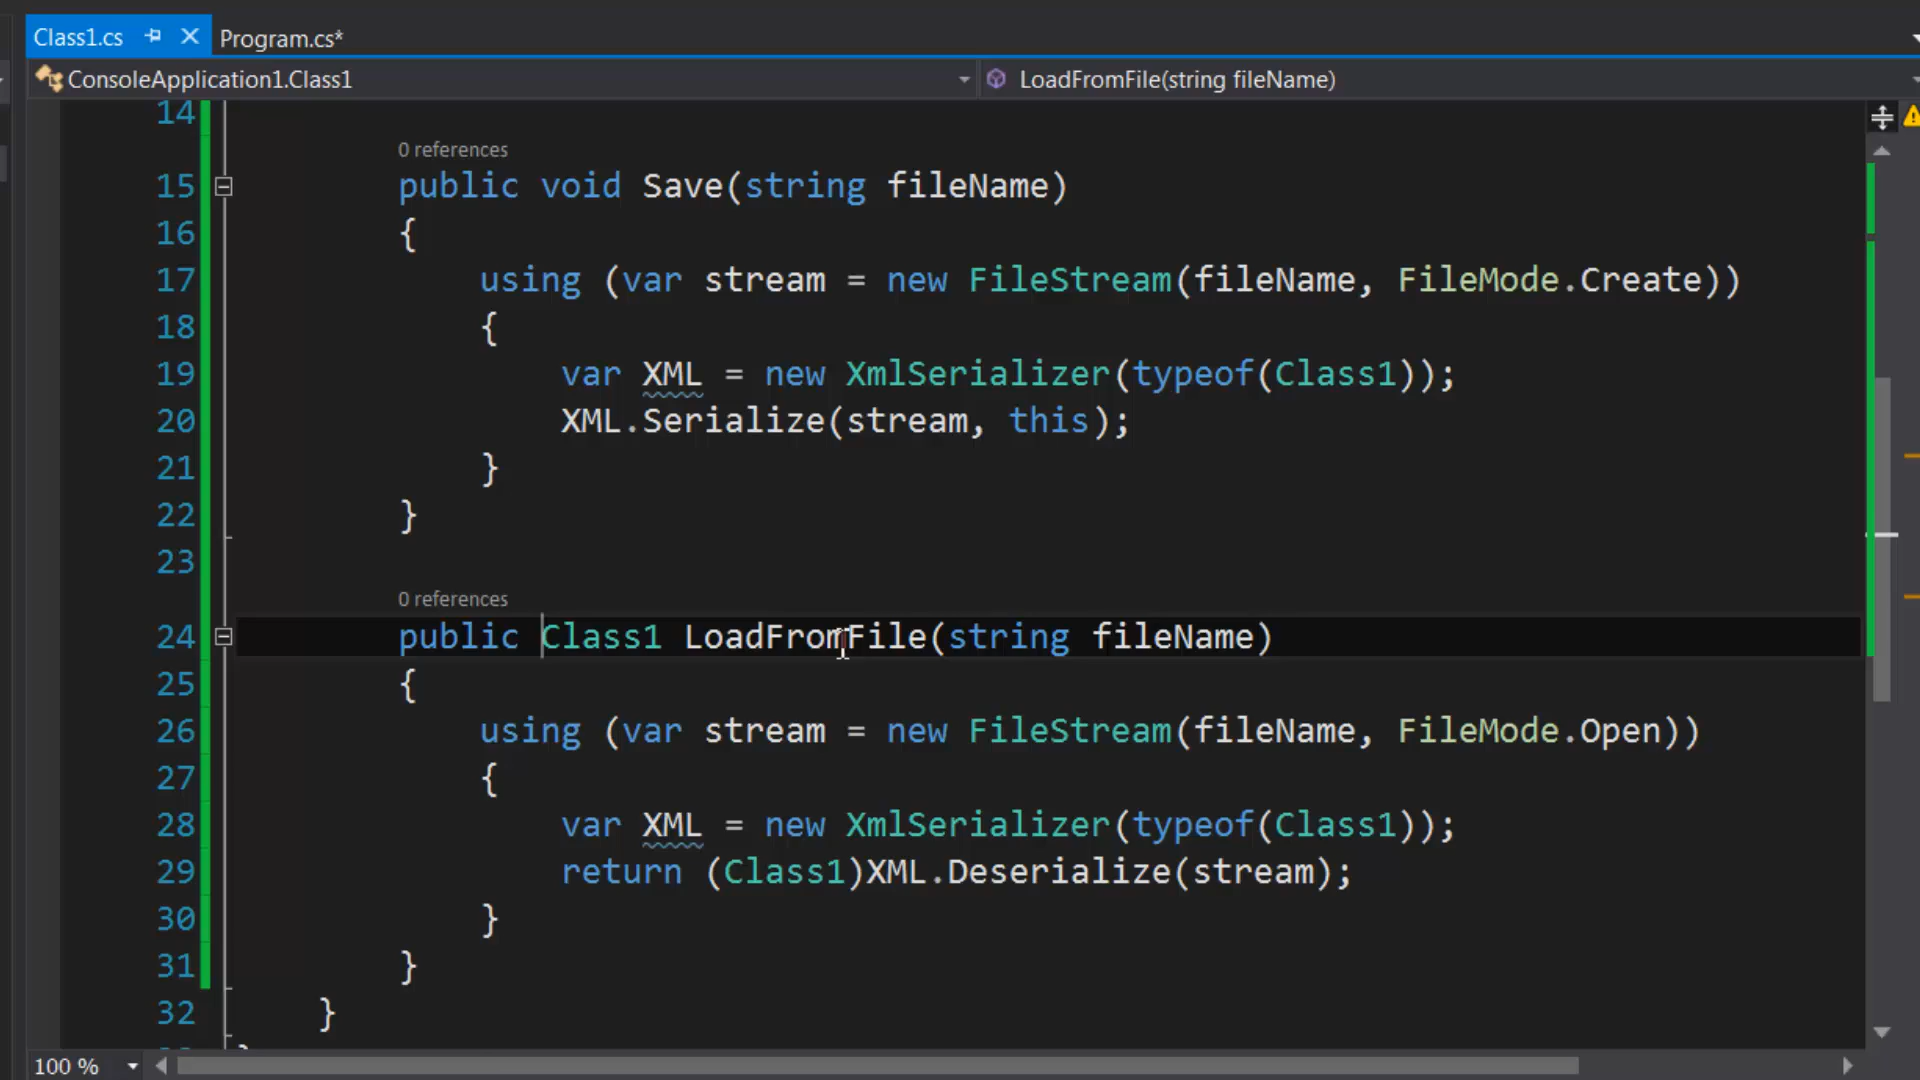 Class1.cs Program.cs*
ConsoleApplication1.Class1 LoadFromFile(string fileName)
14
0 references
15 public void Save(string fileName)
16 {
17 using (var stream = new FileStream(fileName, FileMode.Create))
18 {
19 var XML = new XmlSerializer(typeof(Class1));
20 XML.Serialize(stream, this);
21 }
22 }
23
0 references
24 public Class1 LoadFromFile(string fileName)
25 {
26 using (var stream = new FileStream(fileName, FileMode.Open))
27 {
28 var XML = new XmlSerializer(typeof(Class1));
29 return (Class1)XML.Deserialize(stream);
30 }
31 }
32 }
100 %